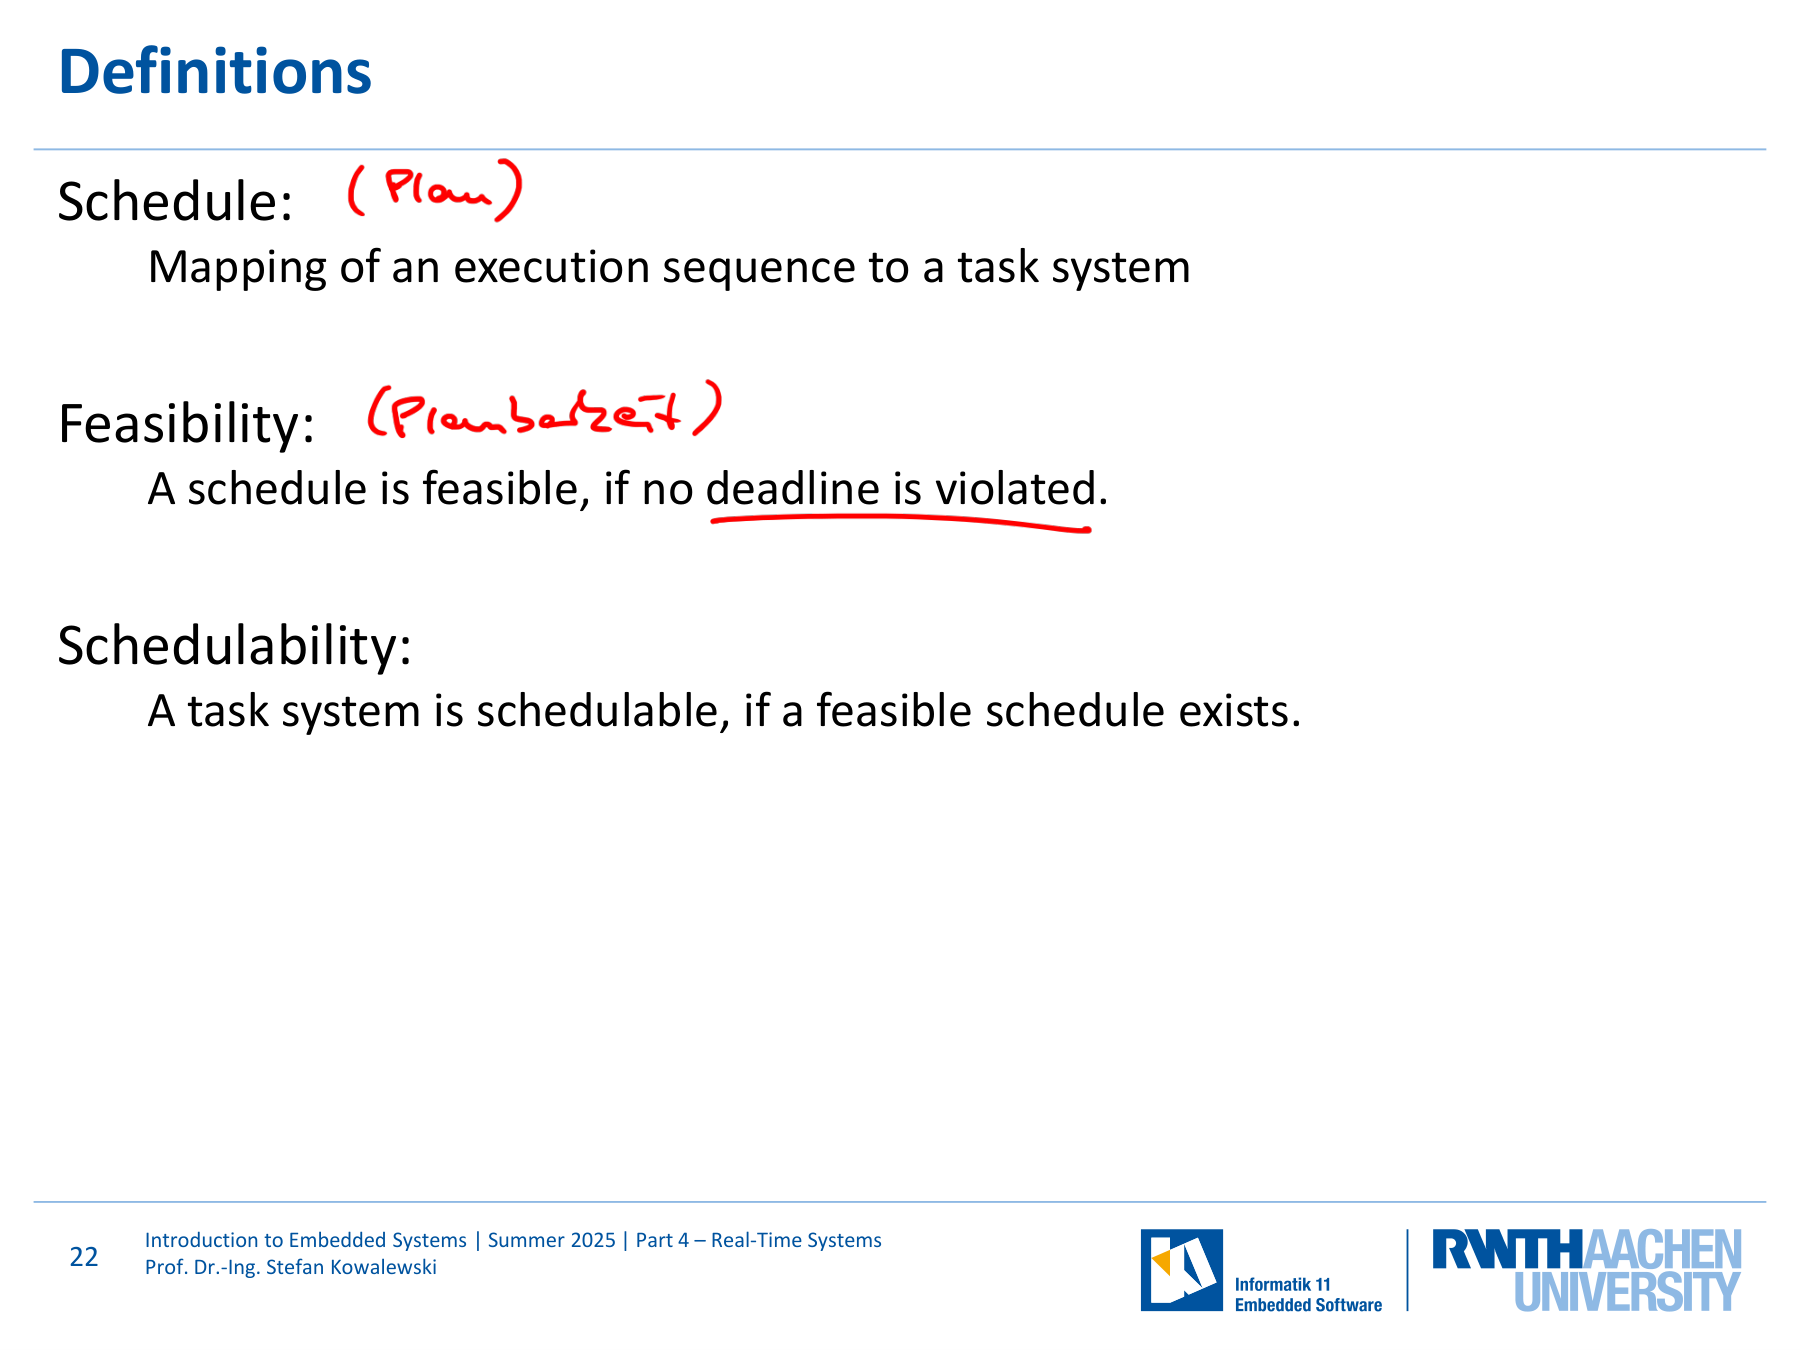 Definitions
Schedule: (Plan)
Mapping of an execution sequence to a task system
Feasibility: (Planbarkeit)
A schedule is feasible, if no deadline is violated.
Schedulability:
A task system is schedulable, if a feasible schedule exists.
22
Introduction to Embedded Systems | Summer 2025 | Part 4 – Real-Time Systems
Prof. Dr.-Ing. Stefan Kowalewski
Informatik 11
Embedded Software
RWTHAACHEN
UNIVERSITY